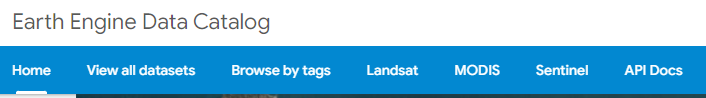 Earth Engine Data Catalog
Home View all datasets Browse by tags Landsat MODIS Sentinel API Docs